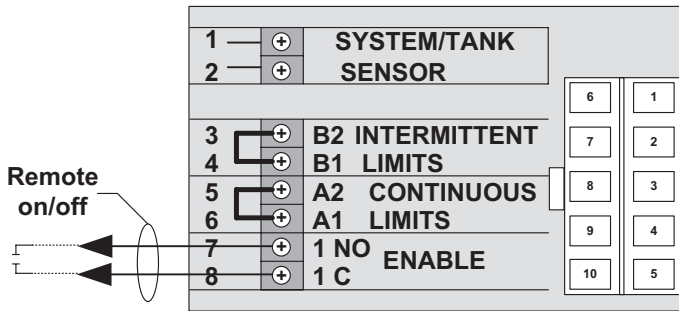 1 SYSTEM/TANK
2 SENSOR
3 B2 INTERMITTENT
4 B1 LIMITS
5 A2 CONTINUOUS
6 A1 LIMITS
7 1 NO ENABLE
8 1 C
Remote
on/off
6 1
7 2
8 3
9 4
10 5